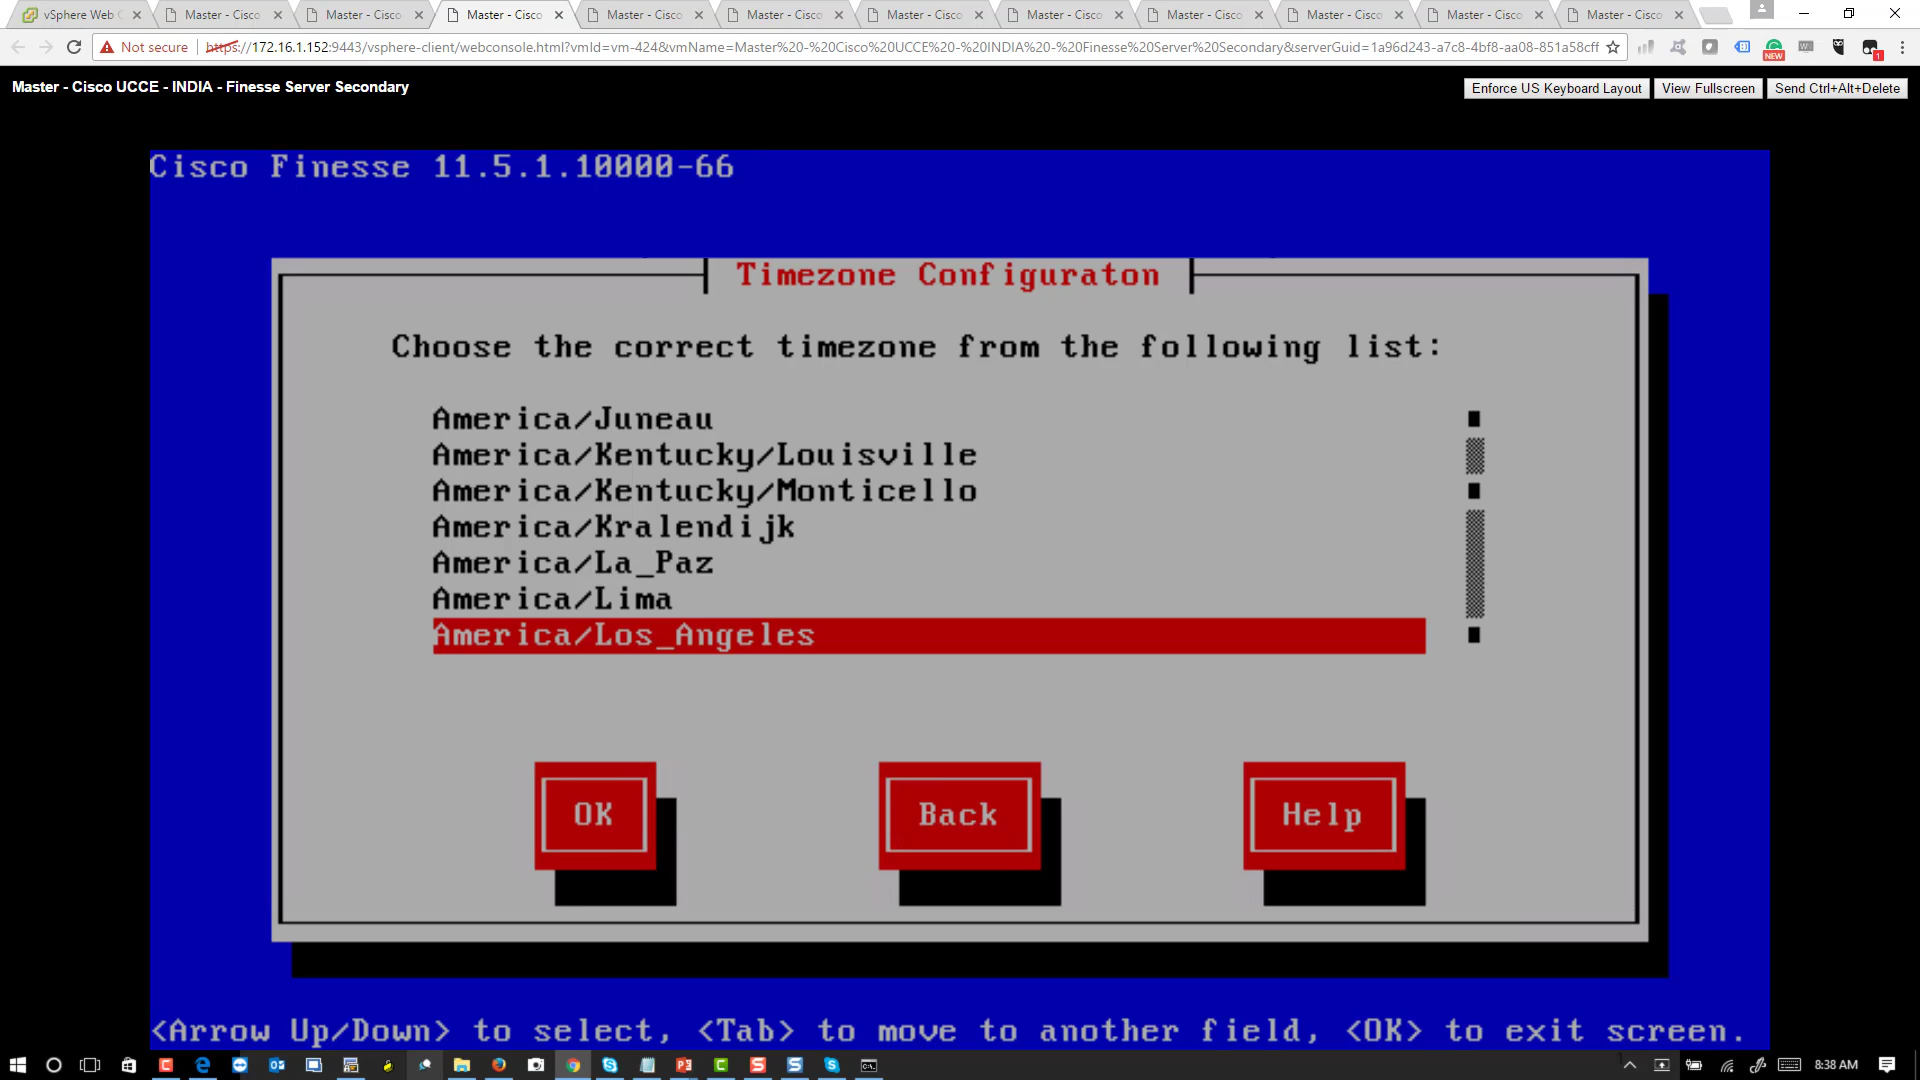 vSphere Web C
Master - Cisco
Master - Cisco
Master - Cisco
Master - Cisco
Master - Cisco
Master - Cisco
Master - Cisco
Master - Cisco
Master - Cisco
Master - Cisco
Master - Cisco
Not secure https://172.16.1.152:9443/vsphere-client/webconsole.html?vmId=vm-424&vmName=Master%20-%20Cisco%20UCCE%20-%20INDIA%20-%20Finesse%20Server%20Secondary&serverGuid=1a96d243-a7c8-4bf8-aa08-851a58cff
NEW
1
Master - Cisco UCCE - INDIA - Finesse Server Secondary
Enforce US Keyboard Layout View Fullscreen Send Ctrl+Alt+Delete
Cisco Finesse 11.5.1.10000-66
Timezone Configuraton
Choose the correct timezone from the following list:
America/Juneau
America/Kentucky/Louisville
America/Kentucky/Monticello
America/Kralendijk
America/La_Paz
America/Lima
America/Los_Angeles
OK Back Help
<Arrow Up/Down> to select, <Tab> to move to another field, <OK> to exit screen.
8:38 AM